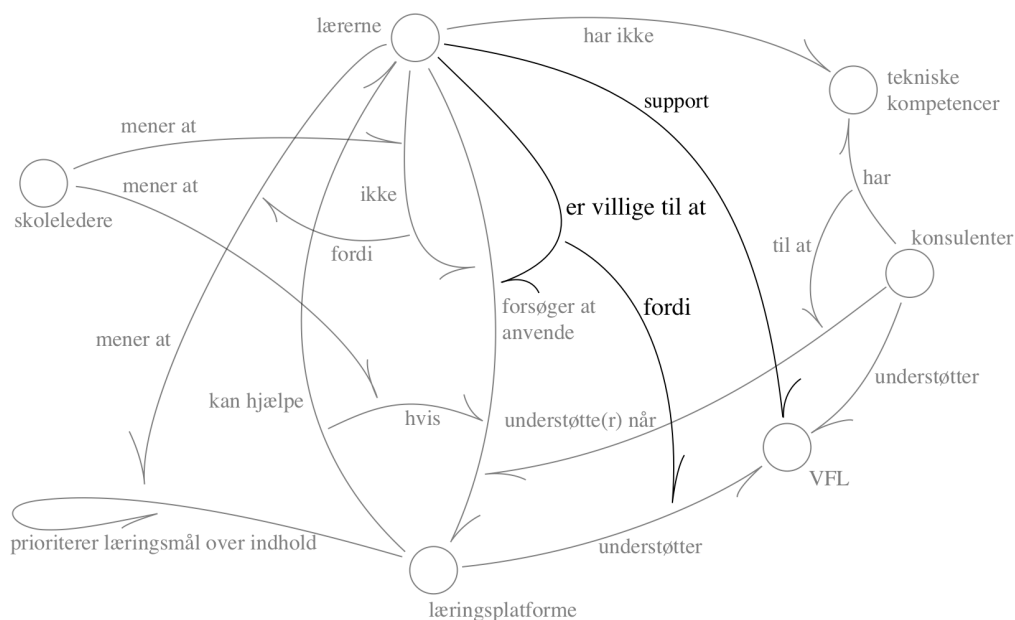 lærerne
har ikke
tekniske
kompetencer
support
mener at
mener at
skoleledere
ikke
har
er villige til at
fordi
til at
konsulenter
forsøger at
anvende
fordi
mener at
understøtter
kan hjælpe
hvis
understøtte(r) når
VFL
prioriterer læringsmål over indhold
understøtter
læringsplatforme